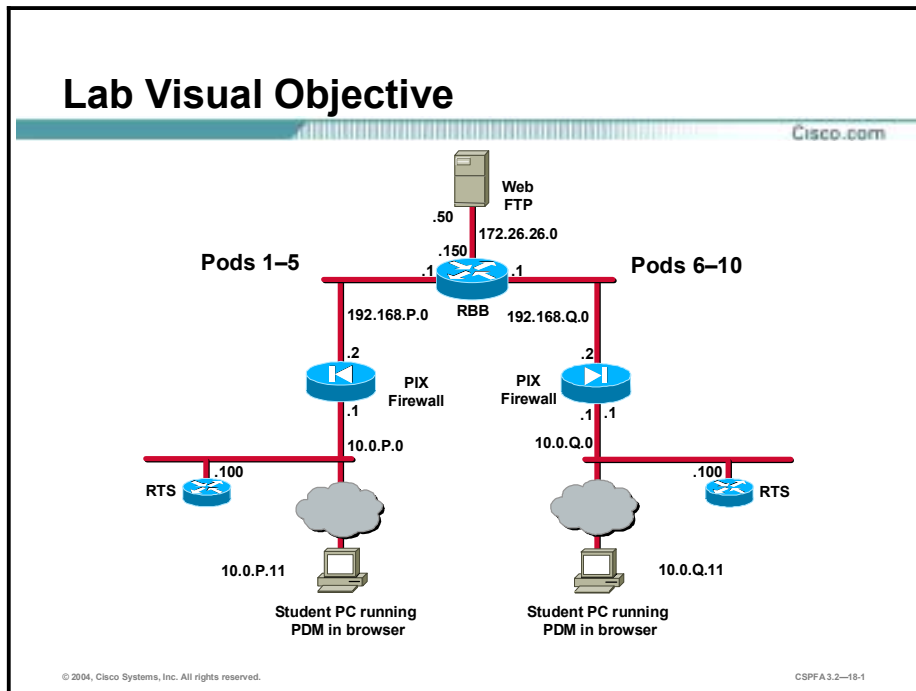 Lab Visual Objective
Cisco.com
Web
FTP
.50
172.26.26.0
.150
Pods 1–5
.1
.1
Pods 6–10
RBB
192.168.P.0
192.168.Q.0
.2
.2
PIX
Firewall
PIX
Firewall
.1
.1
.1
10.0.P.0
10.0.Q.0
.100
.100
RTS
RTS
10.0.P.11
10.0.Q.11
Student PC running
PDM in browser
Student PC running
PDM in browser
© 2004, Cisco Systems, Inc. All rights reserved.
CSPFA 3.2—18-1